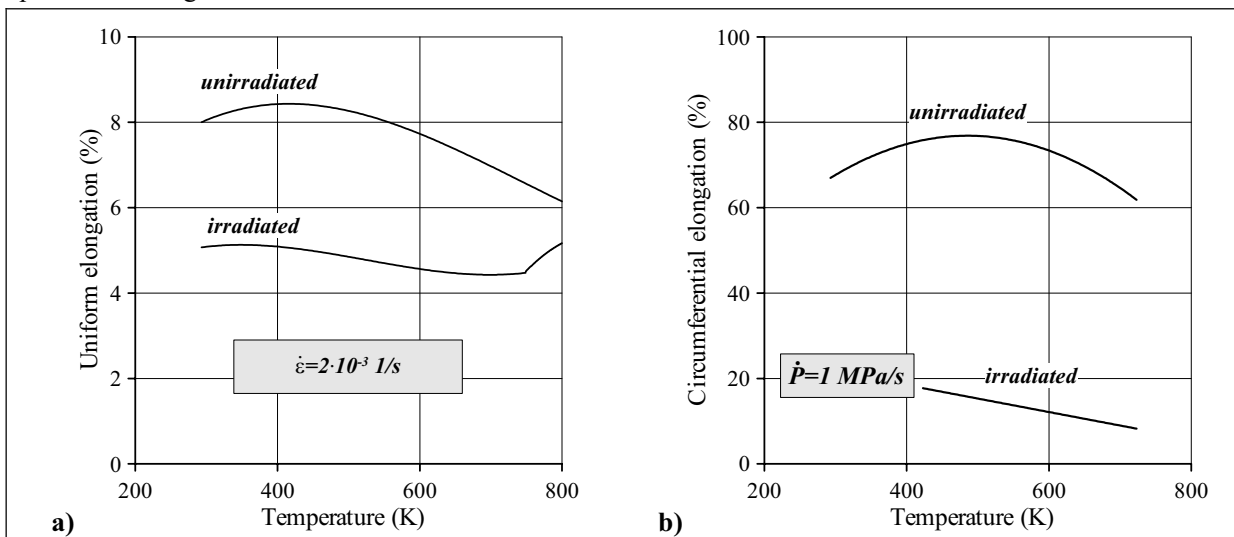 10
8
6
4
2
0
200
400
600
800
Uniform elongation (%)
Temperature (K)
unirradiated
irradiated
ε̇=2·10⁻³ 1/s
a)
100
80
60
40
20
0
200
400
600
800
Circumferential elongation (%)
Temperature (K)
unirradiated
Ṗ=1 MPa/s
irradiated
b)